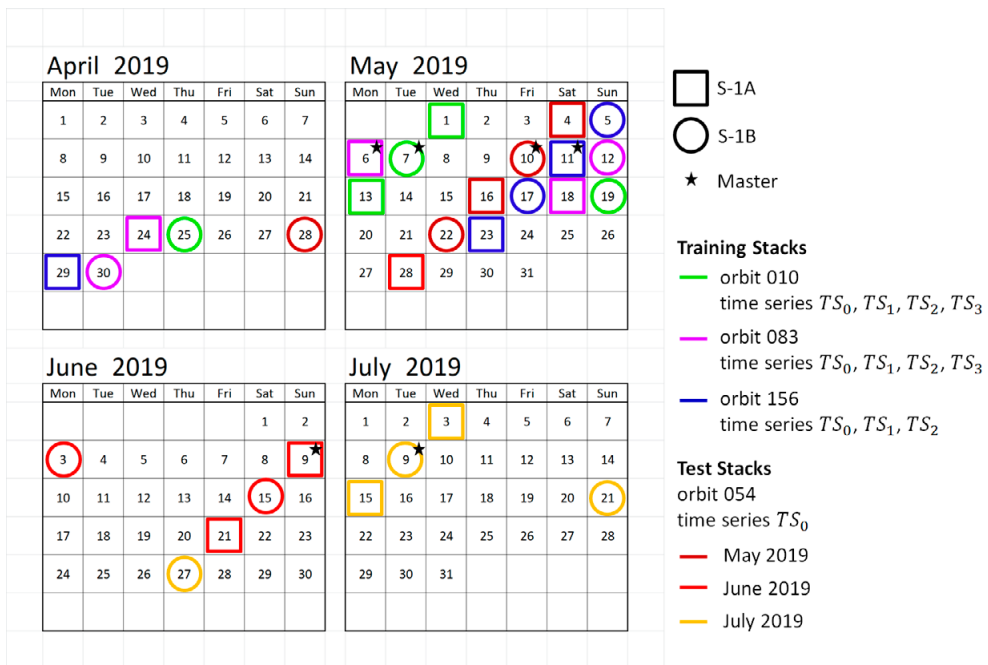 April 2019
Mon Tue Wed Thu Fri Sat Sun
1 2 3 4 5 6 7
8 9 10 11 12 13 14
15 16 17 18 19 20 21
22 23 24 25 26 27 28
29 30
May 2019
Mon Tue Wed Thu Fri Sat Sun
1 2 3 4 5
6 7 8 9 10 11 12
13 14 15 16 17 18 19
20 21 22 23 24 25 26
27 28 29 30 31
June 2019
Mon Tue Wed Thu Fri Sat Sun
1 2
3 4 5 6 7 8 9
10 11 12 13 14 15 16
17 18 19 20 21 22 23
24 25 26 27 28 29 30
July 2019
Mon Tue Wed Thu Fri Sat Sun
1 2 3 4 5 6 7
8 9 10 11 12 13 14
15 16 17 18 19 20 21
22 23 24 25 26 27 28
29 30 31
S-1A
S-1B
Master
Training Stacks
orbit 010
time series TS₀, TS₁, TS₂, TS₃
orbit 083
time series TS₀, TS₁, TS₂, TS₃
orbit 156
time series TS₀, TS₁, TS₂
Test Stacks
orbit 054
time series TS₀
May 2019
June 2019
July 2019